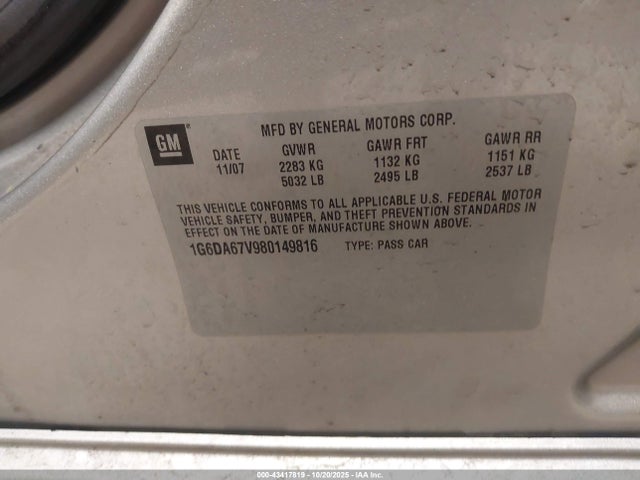 GM
MFD BY GENERAL MOTORS CORP.
DATE GVWR GAWR FRT GAWR RR
11/07 2283 KG 1132 KG 1151 KG
5032 LB 2495 LB 2537 LB
THIS VEHICLE CONFORMS TO ALL APPLICABLE U.S. FEDERAL MOTOR
VEHICLE SAFETY, BUMPER, AND THEFT PREVENTION STANDARDS IN
EFFECT ON THE DATE OF MANUFACTURE SHOWN ABOVE.
1G6DA67V980149816 TYPE: PASS CAR
000-43417819 - 10/20/2025 - IAAI.COM